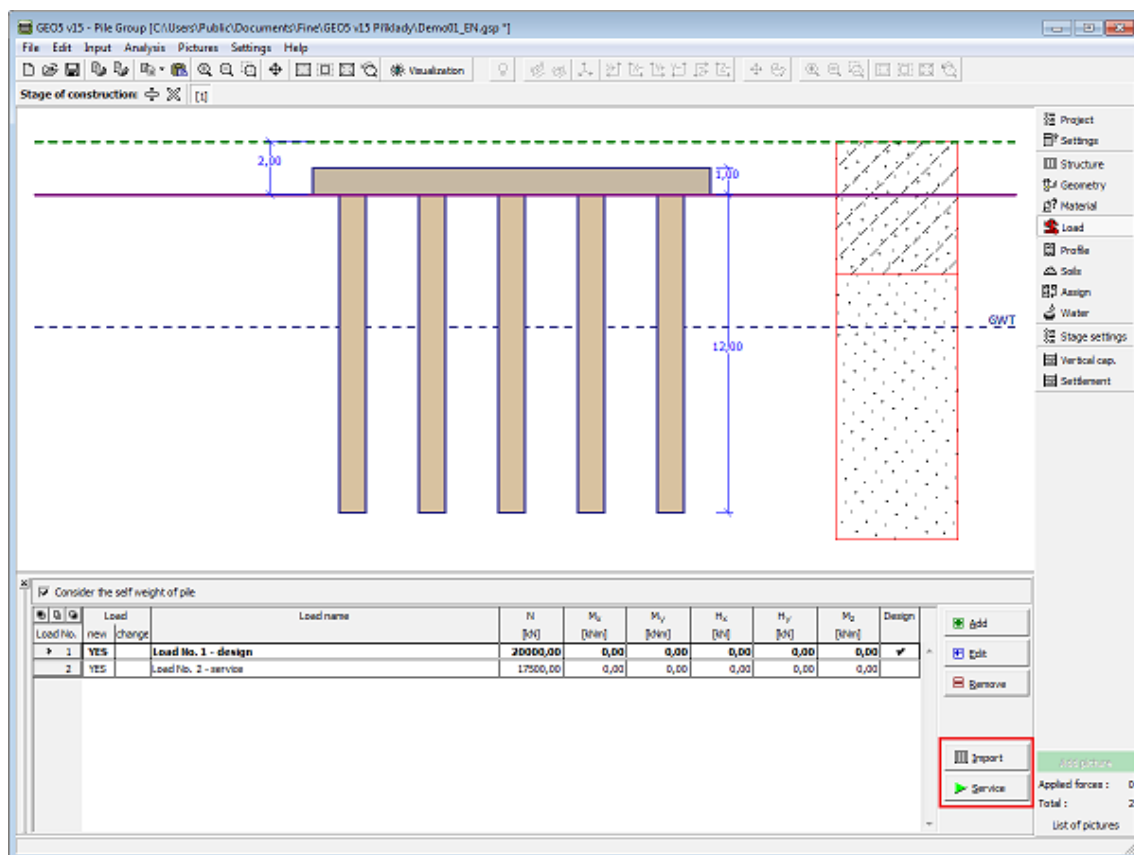 GEO5 v15 - Pile Group [C:\Users\Public\Documents\Fine\GEO5 v15 Příklady\Demo01_EN.gsp *]
File Edit Input Analysis Pictures Settings Help
Visualization
Stage of construction: [1]
2,00
1,00
GWT
12,00
Project
Settings
Structure
Geometry
Material
Load
Profile
Soils
Assign
Water
Stage settings
Vertical cap.
Settlement
Consider the self weight of pile
Load Load name N Mx My Hx Hy Mz Design
Load No. new change [kN] [kNm] [kNm] [kN] [kN] [kNm]
1 YES Load No. 1 - design 20000,00 0,00 0,00 0,00 0,00 0,00 ✔
2 YES Load No. 2 - service 17500,00 0,00 0,00 0,00 0,00 0,00
Add
Edit
Remove
Import
Service
Add picture
Applied forces : 0
Total : 2
List of pictures